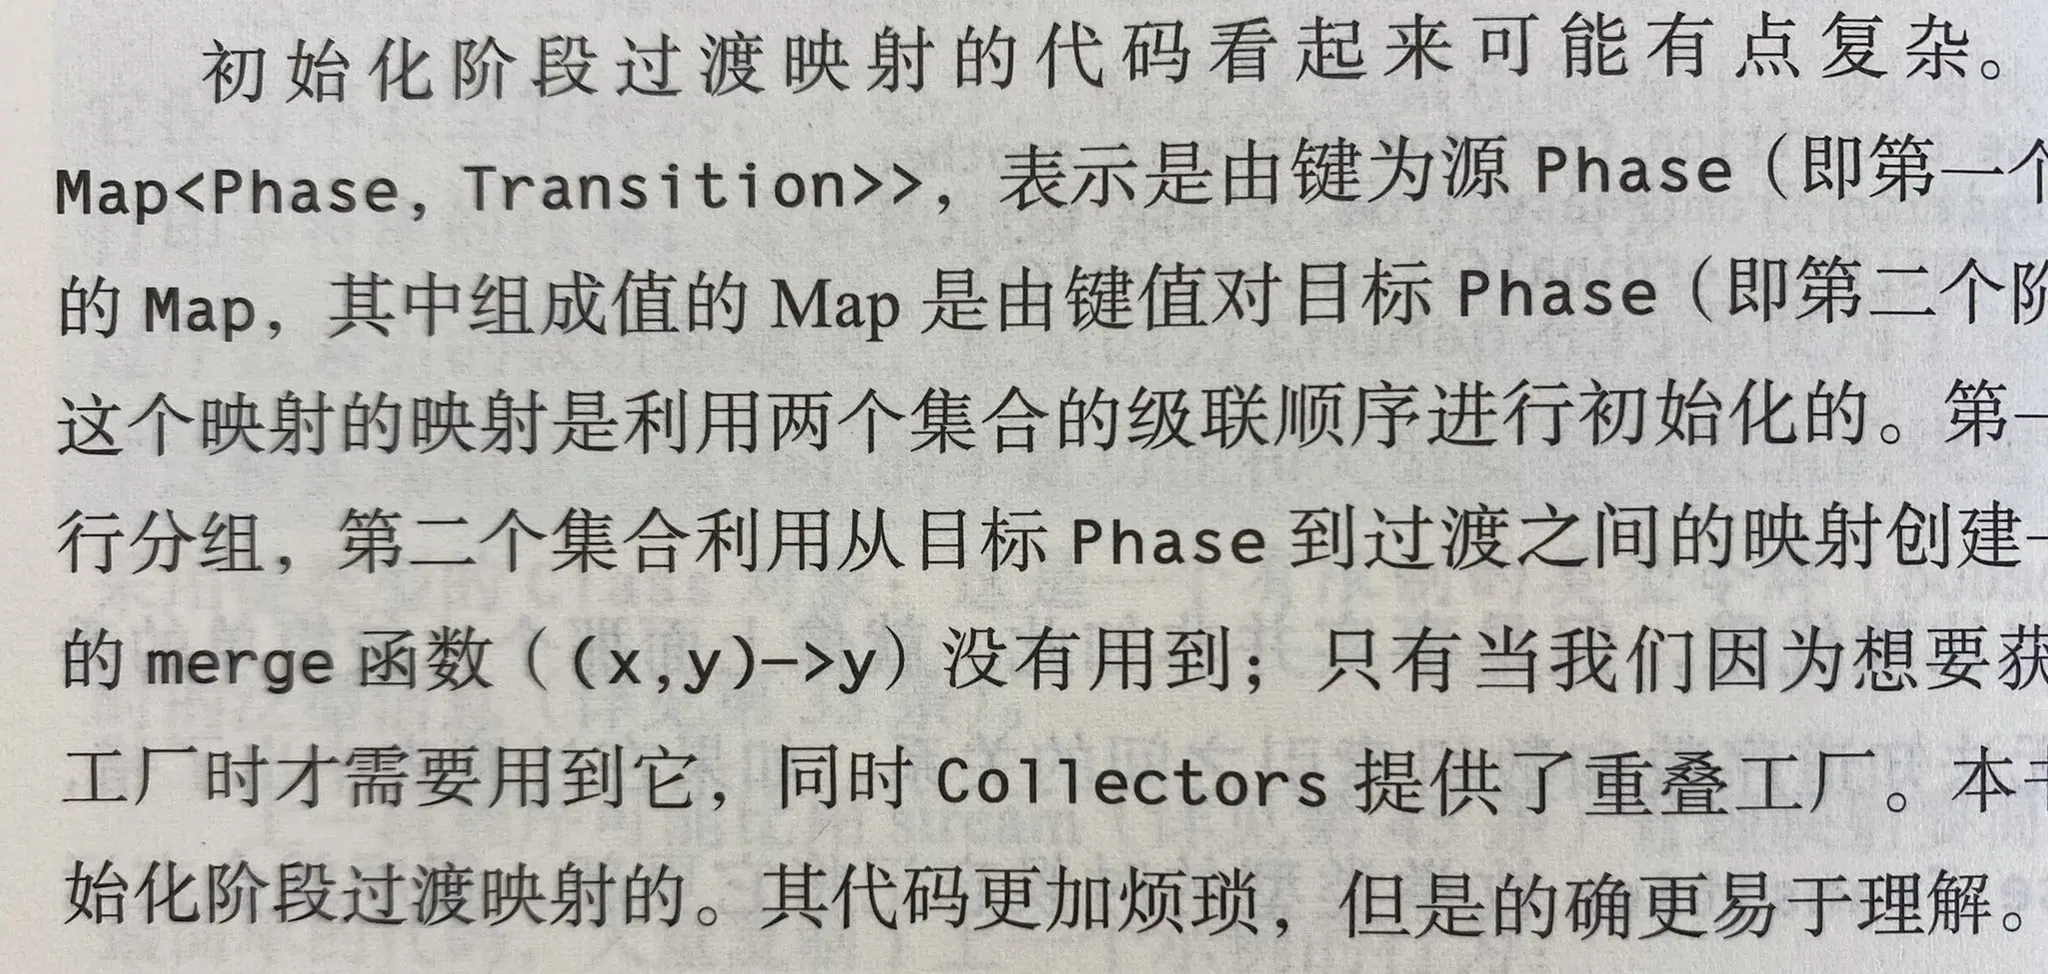 初始化阶段过渡映射的代码看起来可能有点复杂。
Map<Phase, Transition>>，表示是由键为源 Phase（即第一个
的 Map，其中组成值的 Map 是由键值对目标 Phase（即第二个阶
这个映射的映射是利用两个集合的级联顺序进行初始化的。第一
行分组，第二个集合利用从目标 Phase 到过渡之间的映射创建一
的 merge 函数（(x,y)->y）没有用到；只有当我们因为想要获
工厂时才需要用到它，同时 Collectors 提供了重叠工厂。本书
始化阶段过渡映射的。其代码更加烦琐，但是的确更易于理解。